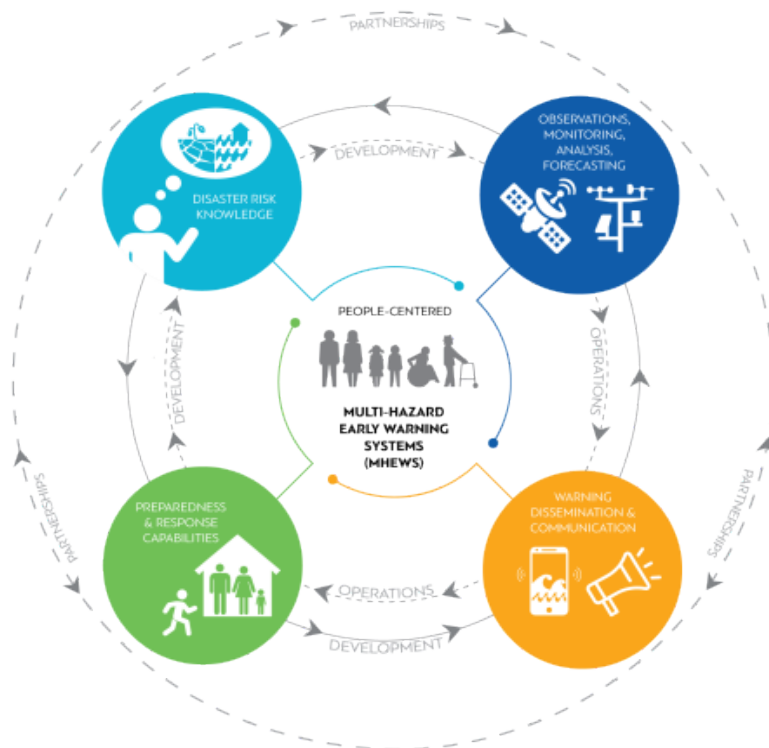 PARTNERSHIPS
OBSERVATIONS,
MONITORING,
ANALYSIS,
FORECASTING
DEVELOPMENT
DISASTER RISK
KNOWLEDGE
PEOPLE-CENTERED
DEVELOPMENT
OPERATIONS
MULTI-HAZARD
EARLY WARNING
SYSTEMS
(MHEWS)
PARTNERSHIPS
PARTNERSHIPS
PREPAREDNESS
& RESPONSE
CAPABILITIES
WARNING
DISSEMINATION &
COMMUNICATION
OPERATIONS
DEVELOPMENT